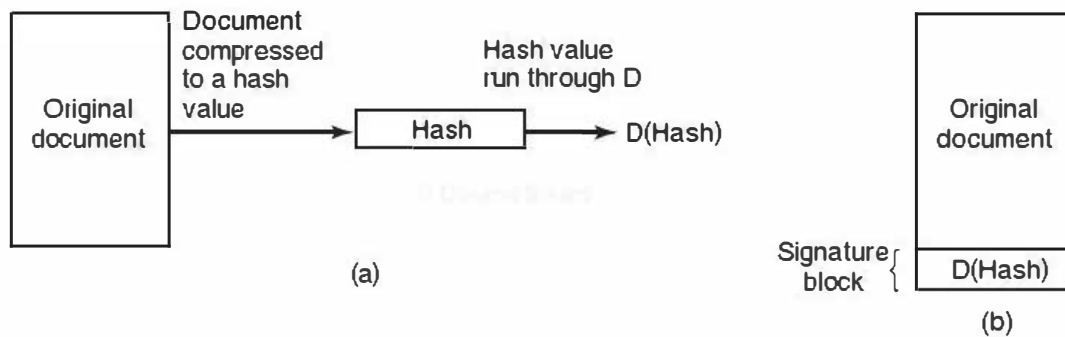 Document
compressed
to a hash
value
Hash value
run through D
Original
document
Hash
D(Hash)
(a)
Original
document
Signature
block
D(Hash)
(b)